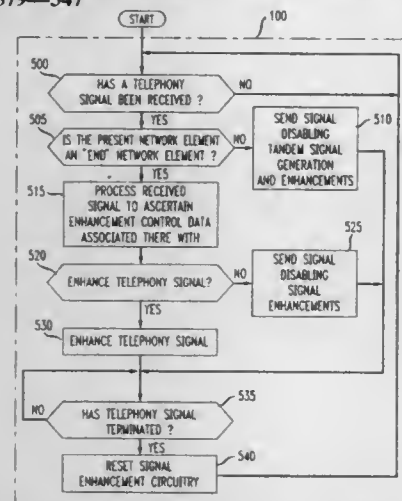 START
100
500
HAS A TELEPHONY
SIGNAL BEEN RECEIVED ?
NO
YES
505
IS THE PRESENT NETWORK ELEMENT
AN "END" NETWORK ELEMENT ?
NO
SEND SIGNAL
DISABLING
TANDEM SIGNAL
GENERATION
AND ENHANCEMENTS
510
YES
515
PROCESS RECEIVED
SIGNAL TO ASCERTAIN
ENHANCEMENT CONTROL DATA
ASSOCIATED THERE WITH
520
ENHANCE TELEPHONY SIGNAL?
NO
SEND SIGNAL
DISABLING
SIGNAL
ENHANCEMENTS
525
YES
530
ENHANCE TELEPHONY SIGNAL
NO
HAS TELEPHONY SIGNAL
TERMINATED ?
535
YES
RESET SIGNAL
ENHANCEMENT CIRCUITRY
540